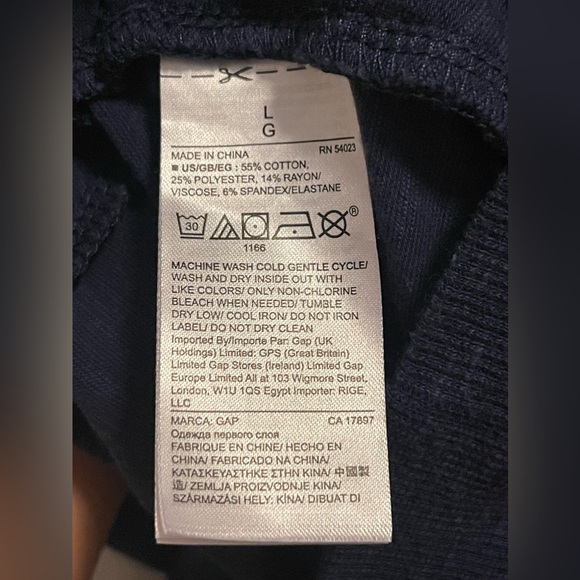 L
G
MADE IN CHINA RN 54023
■ US/GB/EG : 55% COTTON,
25% POLYESTER, 14% RAYON/
VISCOSE, 6% SPANDEX/ELASTANE
30
®
1166
MACHINE WASH COLD GENTLE CYCLE/
WASH AND DRY INSIDE OUT WITH
LIKE COLORS/ ONLY NON-CHLORINE
BLEACH WHEN NEEDED/ TUMBLE
DRY LOW/ COOL IRON/ DO NOT IRON
LABEL/ DO NOT DRY CLEAN
Imported By/Importe Par: Gap (UK
Holdings) Limited: GPS (Great Britain)
Limited Gap Stores (Ireland) Limited Gap
Europe Limited All at 103 Wigmore Street,
London, W1U 1QS Egypt Importer: RIGE,
LLC
MARCA: GAP CA 17897
Одежда первого слоя
FABRIQUE EN CHINE/ HECHO EN
CHINA/ FABRICADO NA CHINA/
ΚΑΤΑΣΚΕΥΑΣΤΗΚΕ ΣΤΗΝ ΚΙΝΑ/ 中國製
造/ ZEMLJA PROIZVODNJE KINA/
SZÁRMAZÁSI HELY: KÍNA/ DIBUAT DI